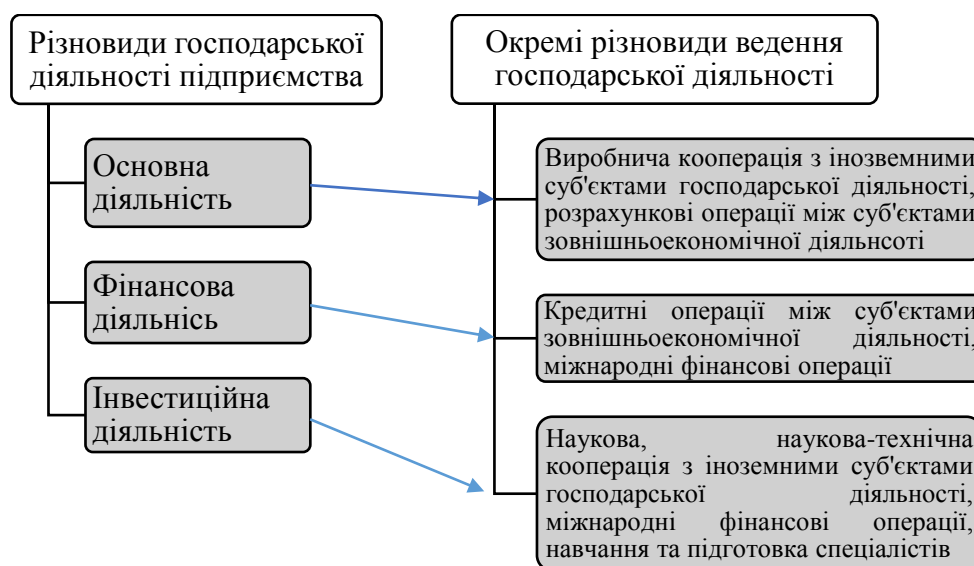 Різновиди господарської
діяльності підприємства
Основна
діяльність
Фінансова
діяльнісь
Інвестиційна
діяльність
Окремі різновиди ведення
господарської діяльності
Виробнича кооперація з інозвемними
суб'єктами господарської діяльності,
розрахункові операції між суб'єктами
зовнішньоекономічної діяльнсоті
Кредитні операції між суб'єктами
зовнішньоекономічної діяльності,
міжнародні фінансові операції
Наукова, наукова-технічна
кооперація з іноземними суб'єктами
господарської діяльності,
міжнародні фінансові операції,
навчання та підготовка спеціалістів